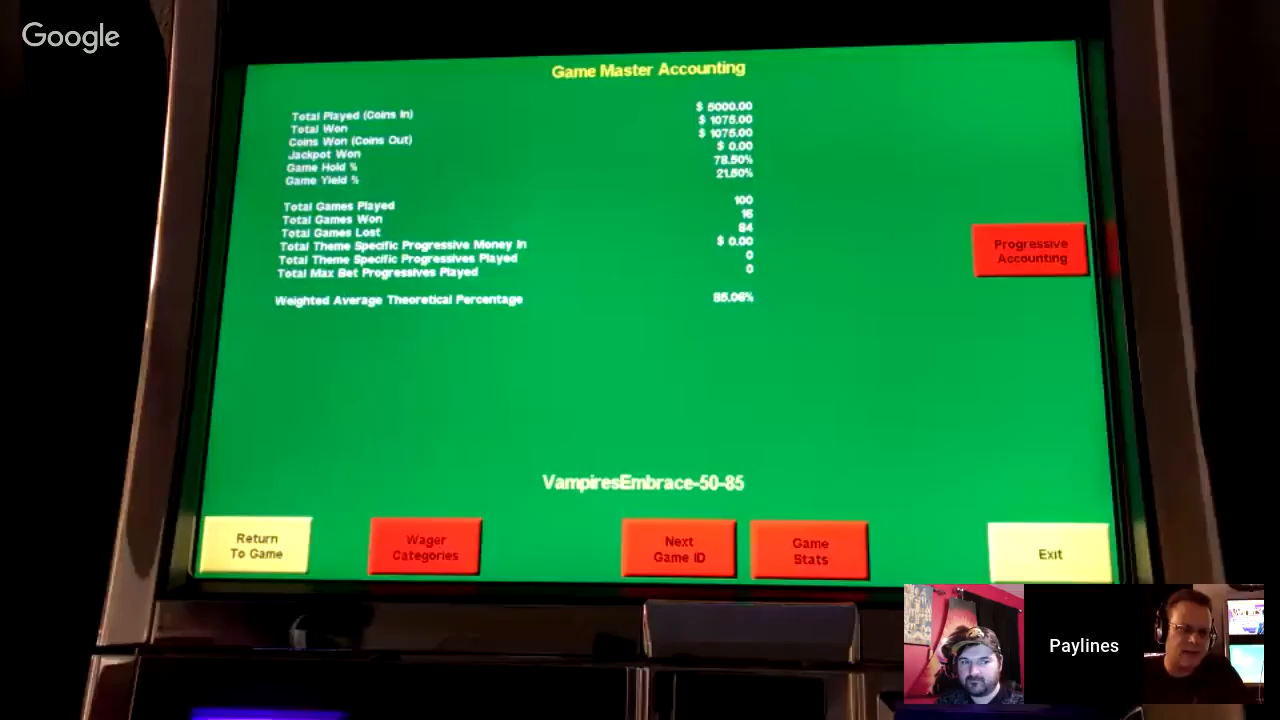 Google
Game Master Accounting
Total Played (Coins In) $ 5000.00
Total Won $ 1075.00
Coins Won (Coins Out) $ 1075.00
Jackpot Won $ 0.00
Game Hold % 78.50%
Game Yield % 21.50%
Total Games Played 100
Total Games Won 16
Total Games Lost 84
Total Theme Specific Progressive Money In $ 0.00
Total Theme Specific Progressives Played 0
Total Max Bet Progressives Played 0
Weighted Average Theoretical Percentage 85.06%
Progressive
Accounting
VampiresEmbrace-50-85
Return
To Game
Wager
Categories
Next
Game ID
Game
Stats
Exit
Paylines